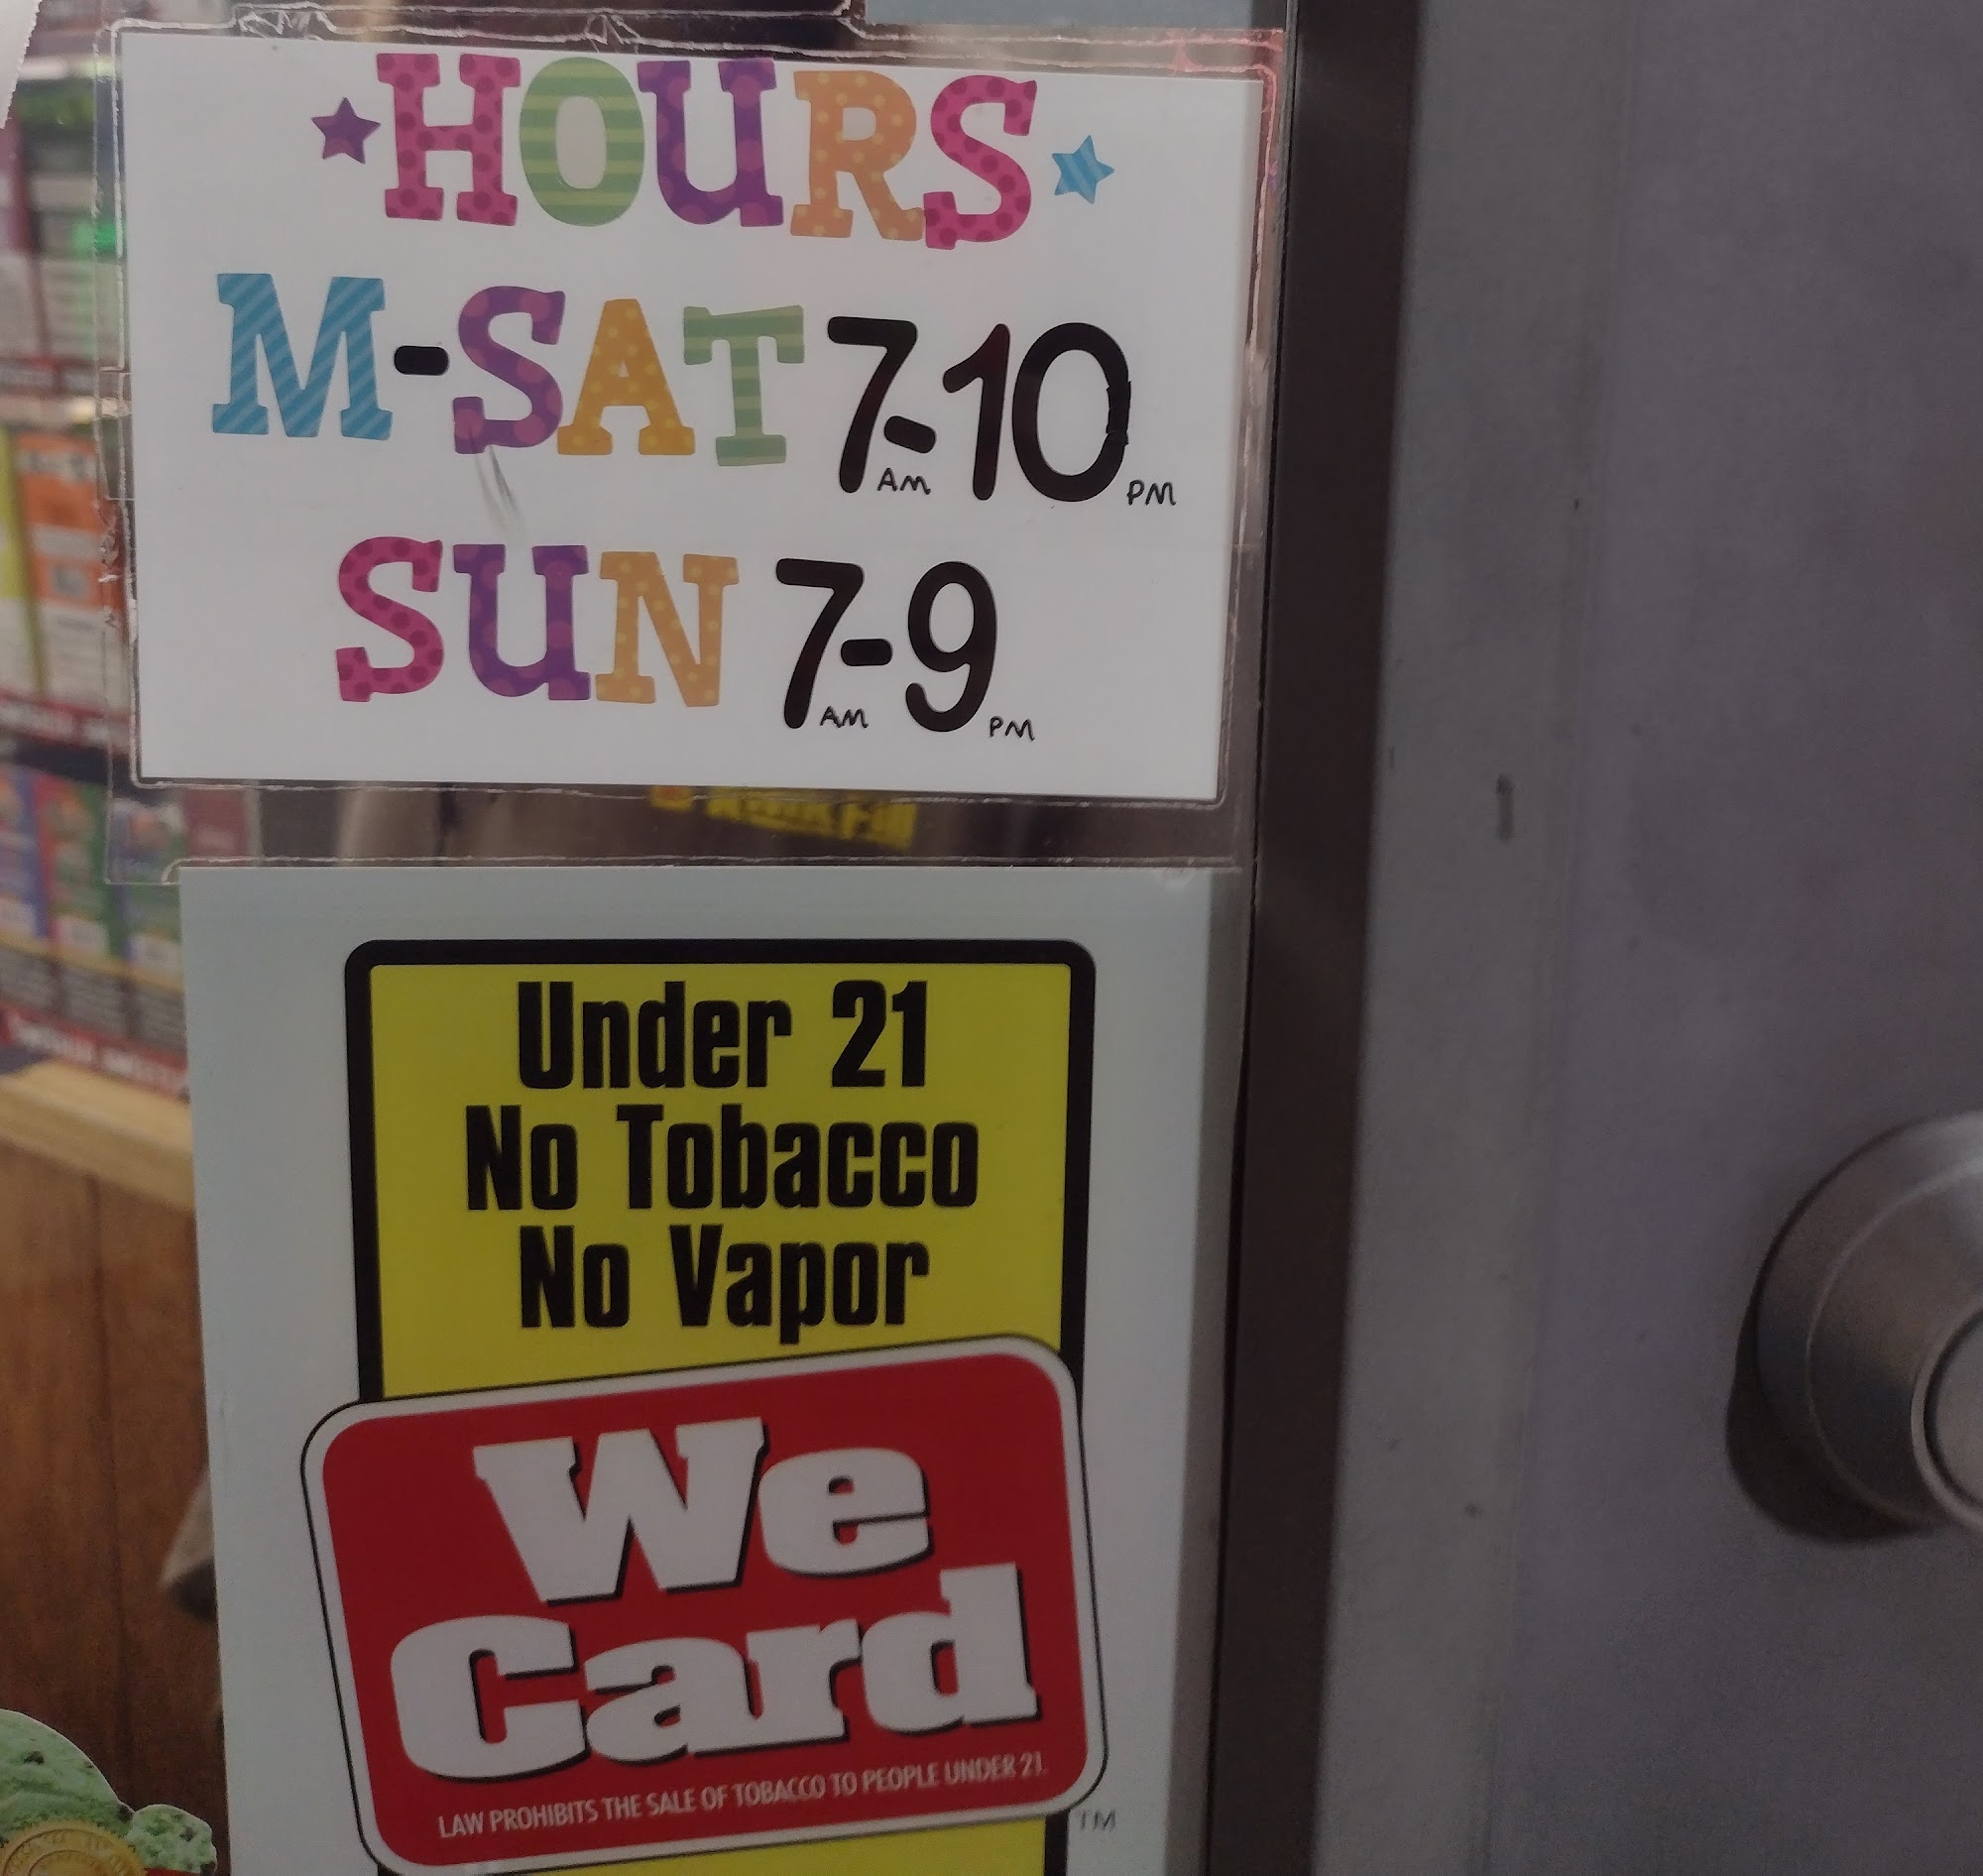 HOURS
M-SAT 7AM-10PM
SUN 7AM-9PM
Under 21
No Tobacco
No Vapor
We
Card
LAW PROHIBITS THE SALE OF TOBACCO TO PEOPLE UNDER 21.
TM